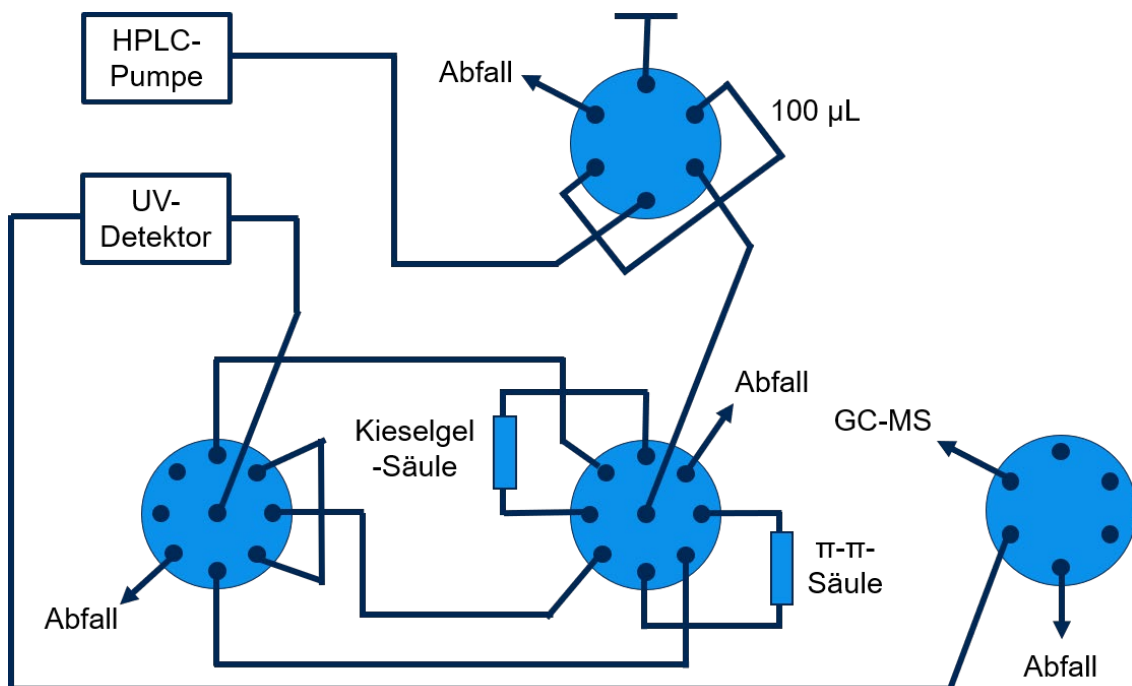 HPLC-
Pumpe
Abfall
100 µL
UV-
Detektor
Abfall
Kieselgel
-Säule
GC-MS
π-π-
Säule
Abfall
Abfall